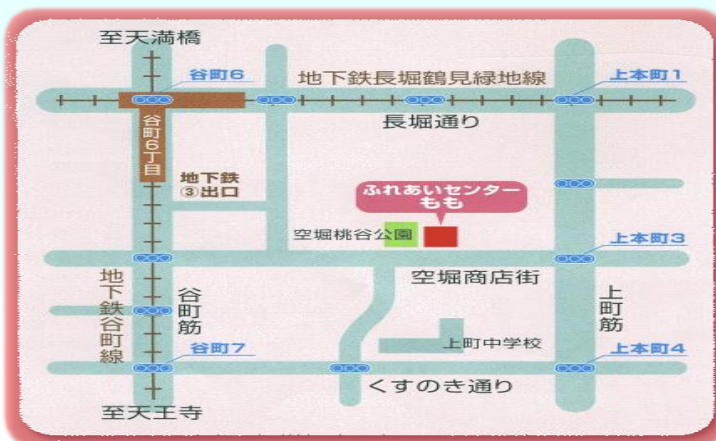 至天満橋
谷町6
地下鉄長堀鶴見緑地線
上本町1
長堀通り
谷町6丁目
地下鉄
③出口
ふれあいセンター
もも
空堀桃谷公園
上本町3
空堀商店街
地下鉄谷町線
谷町筋
上町筋
上町中学校
谷町7
上本町4
くすのき通り
至天王寺